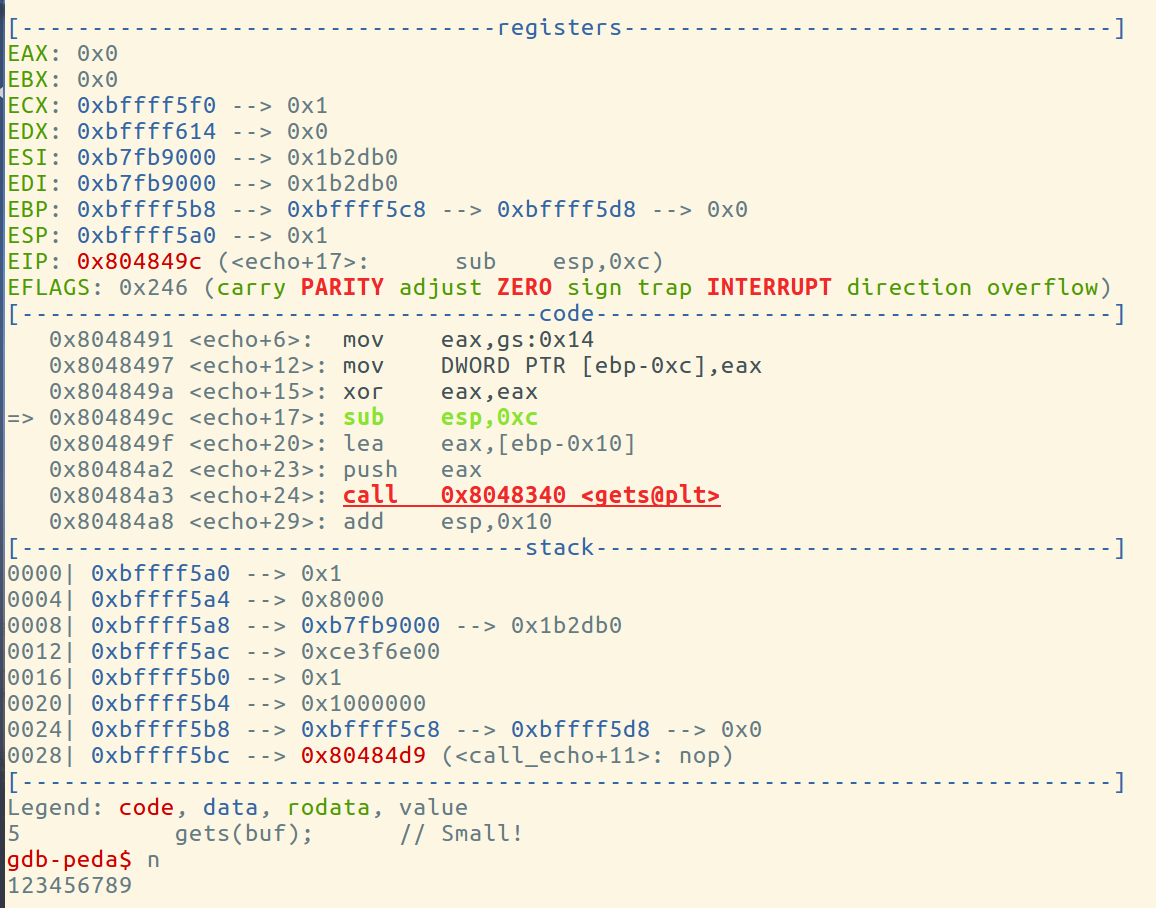 [----------------------------------registers-----------------------------------]
EAX: 0x0
EBX: 0x0
ECX: 0xbffff5f0 --> 0x1
EDX: 0xbffff614 --> 0x0
ESI: 0xb7fb9000 --> 0x1b2db0
EDI: 0xb7fb9000 --> 0x1b2db0
EBP: 0xbffff5b8 --> 0xbffff5c8 --> 0xbffff5d8 --> 0x0
ESP: 0xbffff5a0 --> 0x1
EIP: 0x804849c (<echo+17>:      sub    esp,0xc)
EFLAGS: 0x246 (carry PARITY adjust ZERO sign trap INTERRUPT direction overflow)
[-------------------------------------code-------------------------------------]
   0x8048491 <echo+6>:  mov    eax,gs:0x14
   0x8048497 <echo+12>: mov    DWORD PTR [ebp-0xc],eax
   0x804849a <echo+15>: xor    eax,eax
=> 0x804849c <echo+17>: sub    esp,0xc
   0x804849f <echo+20>: lea    eax,[ebp-0x10]
   0x80484a2 <echo+23>: push   eax
   0x80484a3 <echo+24>: call   0x8048340 <gets@plt>
   0x80484a8 <echo+29>: add    esp,0x10
[------------------------------------stack-------------------------------------]
0000| 0xbffff5a0 --> 0x1
0004| 0xbffff5a4 --> 0x8000
0008| 0xbffff5a8 --> 0xb7fb9000 --> 0x1b2db0
0012| 0xbffff5ac --> 0xce3f6e00
0016| 0xbffff5b0 --> 0x1
0020| 0xbffff5b4 --> 0x1000000
0024| 0xbffff5b8 --> 0xbffff5c8 --> 0xbffff5d8 --> 0x0
0028| 0xbffff5bc --> 0x80484d9 (<call_echo+11>: nop)
[------------------------------------------------------------------------------]
Legend: code, data, rodata, value
5           gets(buf);      // Small!
gdb-peda$ n
123456789